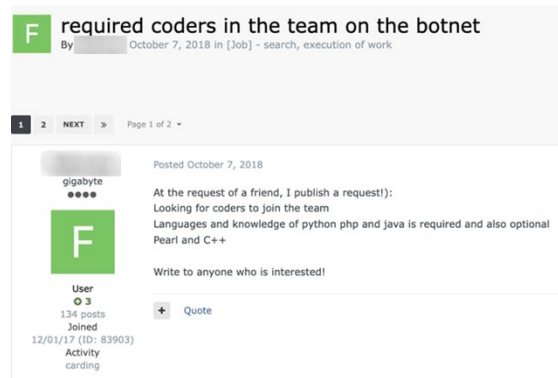 F
required coders in the team on the botnet
By October 7, 2018 in [Job] - search, execution of work
1 2 NEXT » Page 1 of 2
Posted October 7, 2018
gigabyte
At the request of a friend, I publish a request!):
Looking for coders to join the team
Languages and knowledge of python php and java is required and also optional
Pearl and C++
Write to anyone who is interested!
F
User
3
134 posts
Joined
12/01/17 (ID: 83903)
Activity
carding
+ Quote